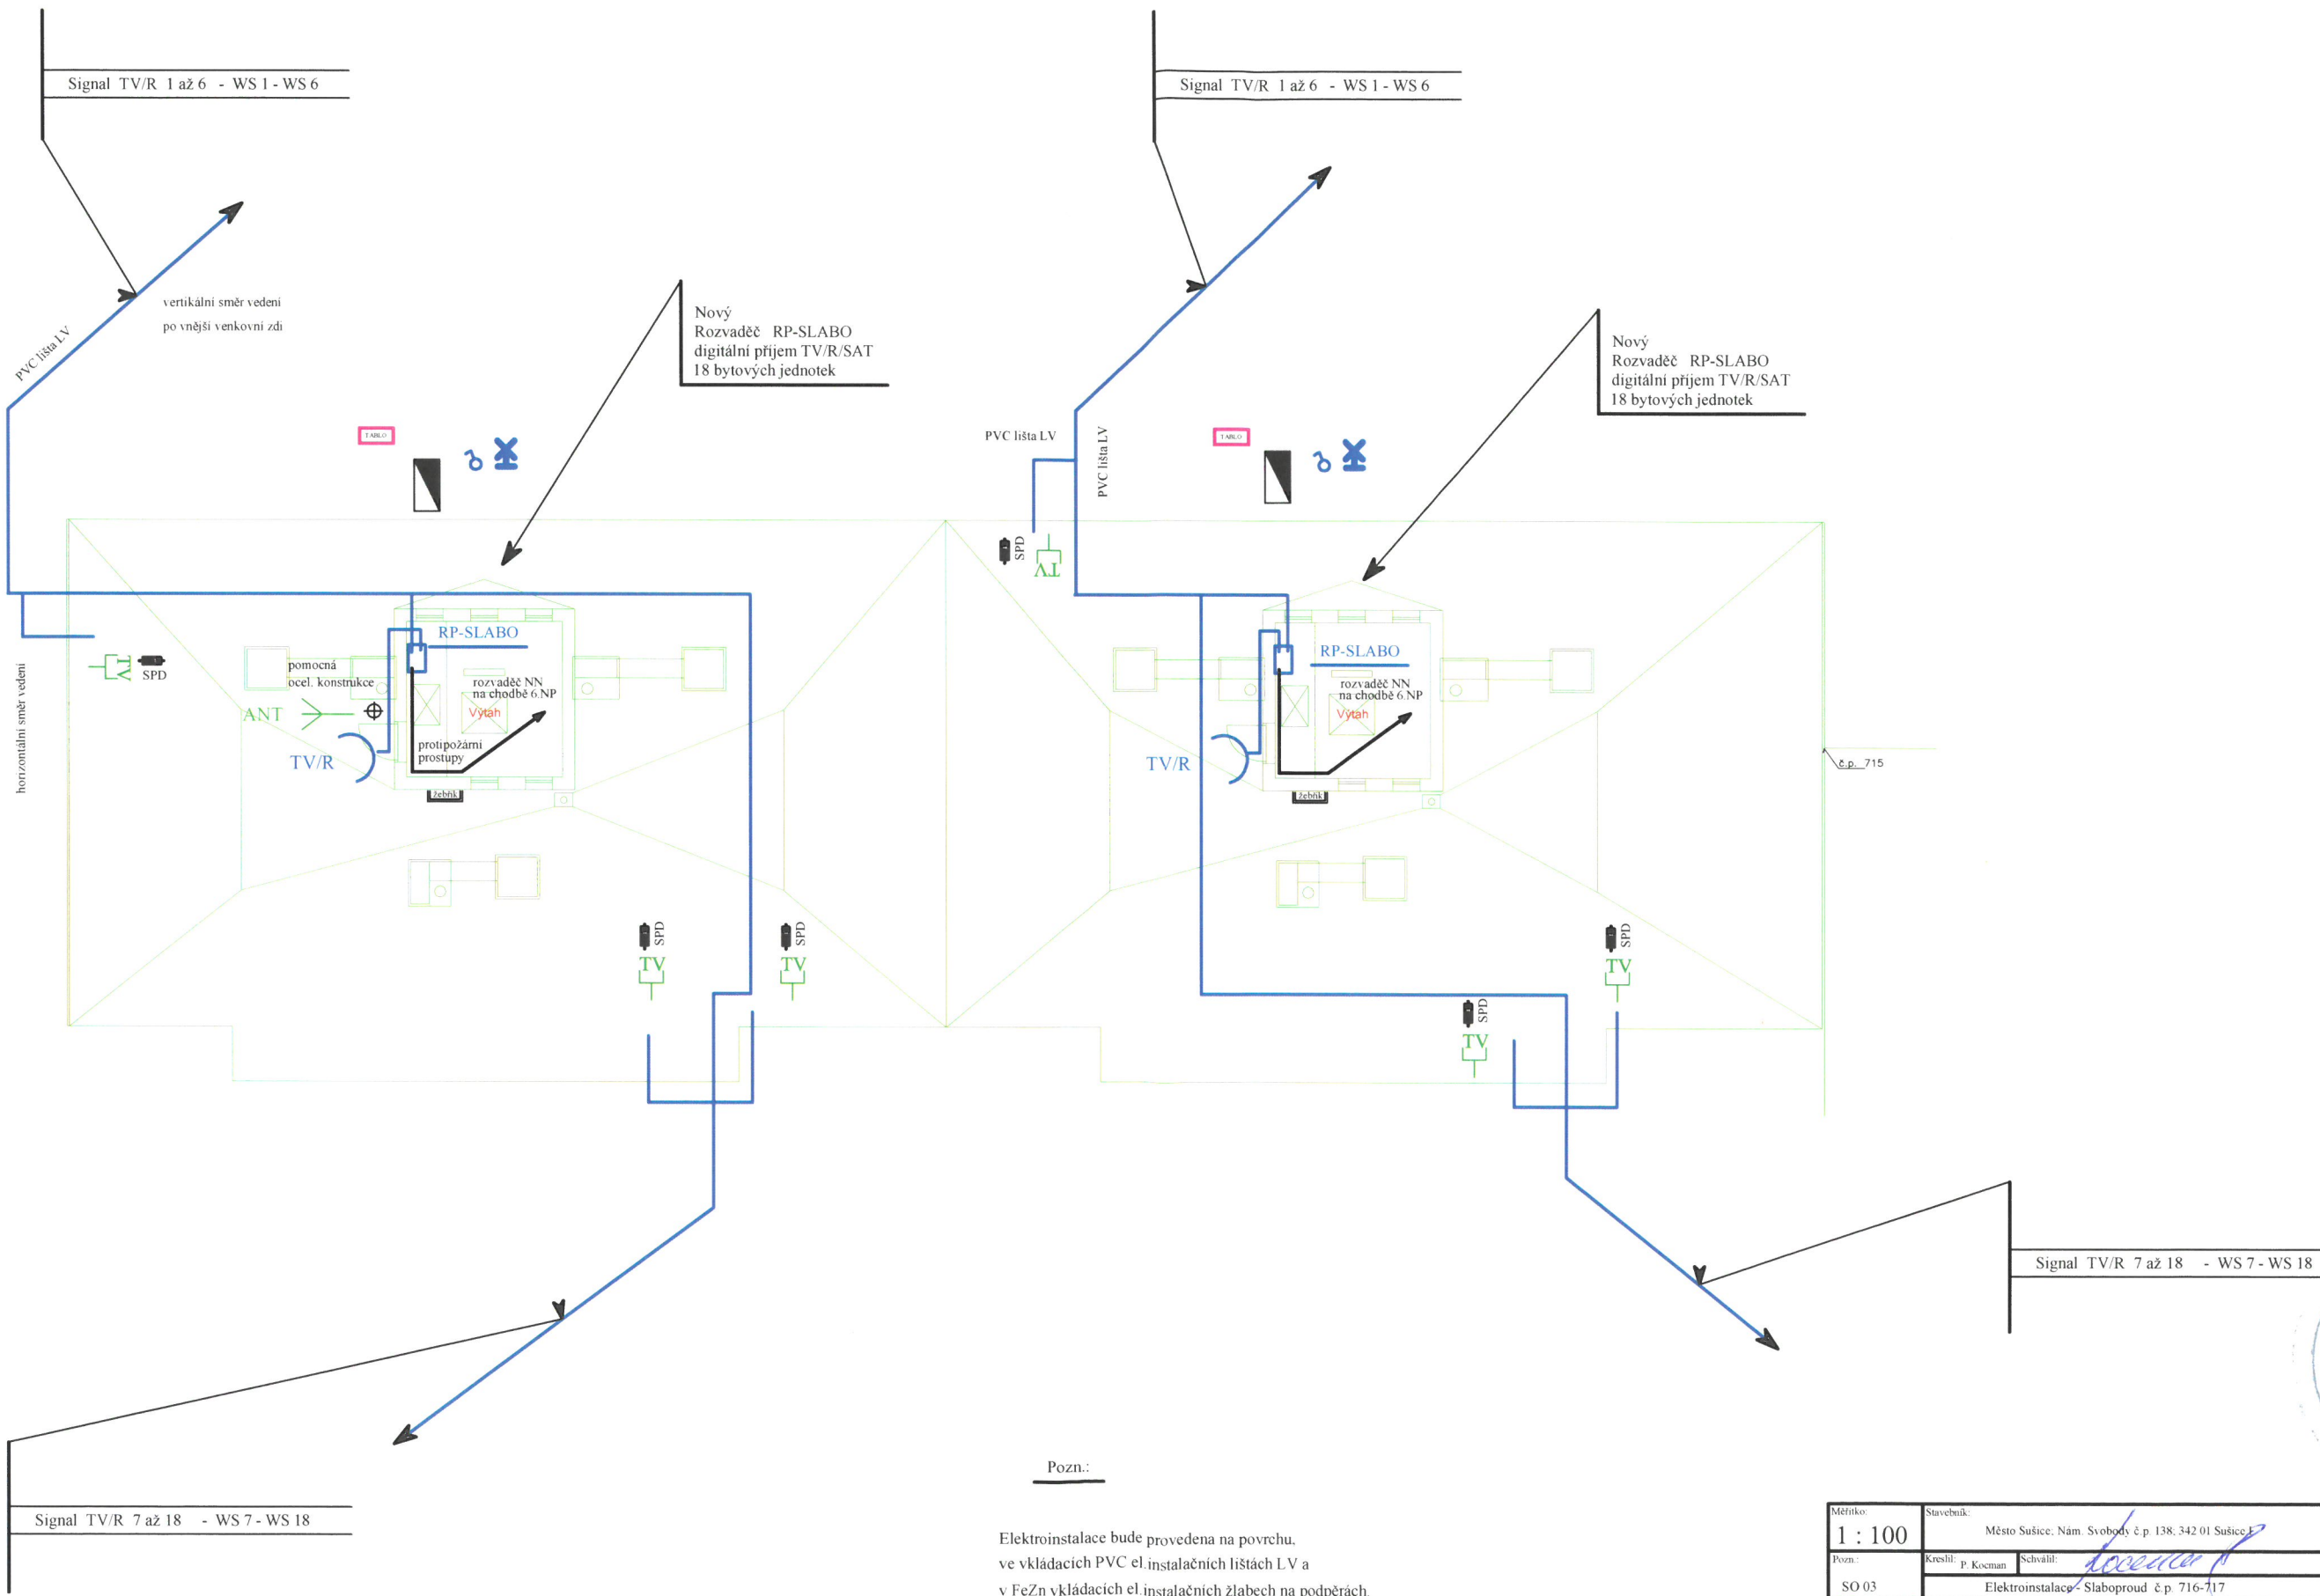 Signal TV/R 1 až 6 - WS 1 - WS 6
Signal TV/R 1 až 6 - WS 1 - WS 6
vertikální směr vedení
po vnější venkovní zdi
PVC lišta LV
Nový
Rozvaděč RP-SLABO
digitální příjem TV/R/SAT
18 bytových jednotek
Nový
Rozvaděč RP-SLABO
digitální příjem TV/R/SAT
18 bytových jednotek
TABLO
PVC lišta LV
PVC lišta LV
TABLO
SPD
TV
horizontální směr vedení
TV
SPD
RP-SLABO
pomocná
ocel. konstrukce
rozvaděč NN
na chodbě 6.NP
Výtah
ANT
TV/R
protipožární
prostupy
žebřík
RP-SLABO
rozvaděč NN
na chodbě 6.NP
Výtah
TV/R
žebřík
č.p. 715
SPD
TV
SPD
TV
SPD
TV
SPD
TV
Signal TV/R 7 až 18 - WS 7 - WS 18
Signal TV/R 7 až 18 - WS 7 - WS 18
Pozn.:
Elektroinstalace bude provedena na povrchu,
ve vkládacích PVC el.instalačních lištách LV a
v FeZn vkládacích el.instalačních žlabech na podpěrách.
Měřítko:
1 : 100
Stavebník:
Město Sušice; Nám. Svobody č.p. 138; 342 01 Sušice
Pozn.:
SO 03
Kreslil: P. Kocman
Schválil:
Elektroinstalace - Slaboproud č.p. 716-717